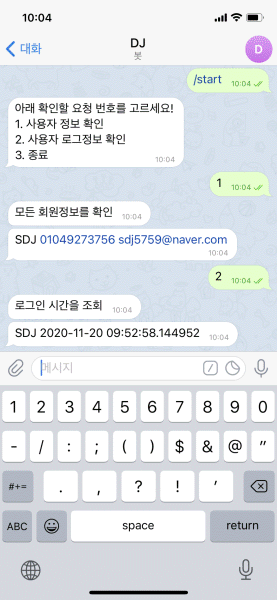 10:04
대화
DJ
봇
D
/start 10:04
아래 확인할 요청 번호를 고르세요!
1. 사용자 정보 확인
2. 사용자 로그정보 확인
3. 종료
10:04
1 10:04
모든 회원정보를 확인 10:04
SDJ 01049273756 sdj5759@naver.com
10:04
2 10:04
로그인 시간을 조회 10:04
SDJ 2020-11-20 09:52:58.144952 10:04
메시지
1 2 3 4 5 6 7 8 9 0
- / : ; ( ) $ & @ ”
#+= . , ? ! ’
ABC space return